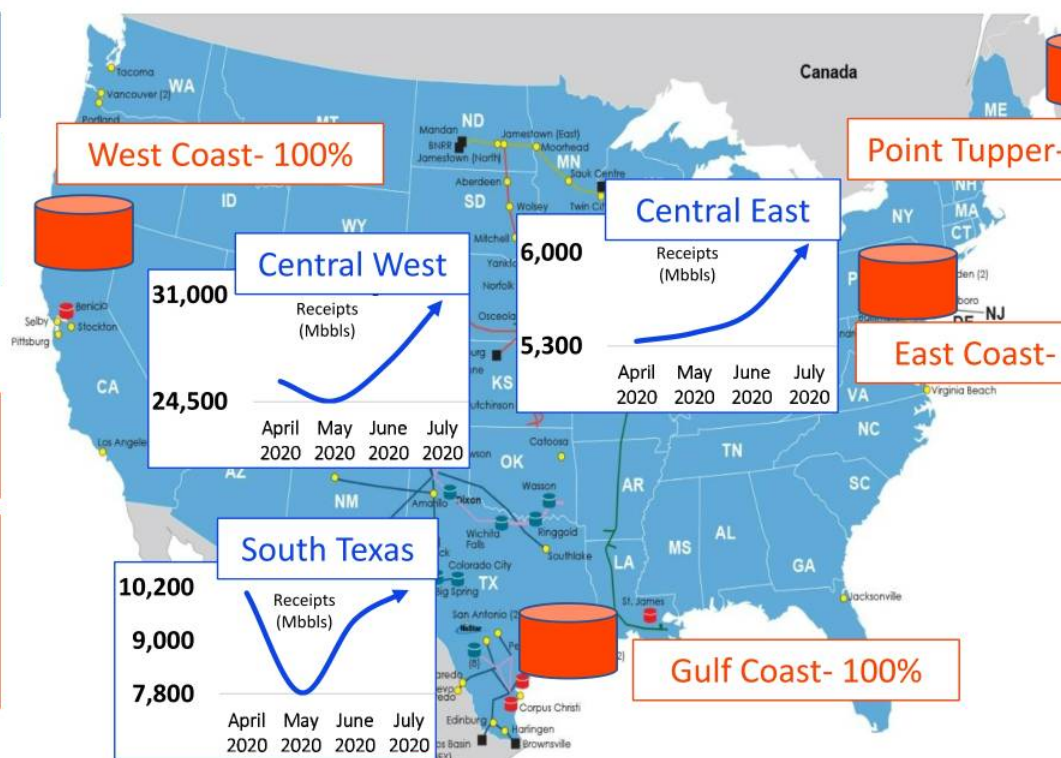 Canada
Tacoma
WA
Vancouver (2)
Portland
MT
ND
Mandan
BNRR
Jamestown (East)
Jamestown (North)
Moorhead
MN
Sauk Centre
Twin
ME
West Coast- 100%
Point Tupper-
Aberdeen
SD
Wolsey
Mitchell
ID
WY
NH
NY
MA
CT
Central East
6,000
Receipts
(Mbbls)
5,300
April
2020
May
2020
June
2020
July
2020
Central West
31,000
Receipts
(Mbbls)
24,500
April
2020
May
2020
June
2020
July
2020
Norfolk
Osceola
KS
Benicia
Selby
Stockton
Pittsburg
CA
Los Angeles
(2)
NJ
DE
East Coast-
VA
Virginia Beach
NC
TN
SC
Catoosa
OK
AR
AZ
NM
Amarillo
Dixon
Wasson
Wichita
Falls
Ringgold
Southlake
MS
AL
GA
LA
Jacksonville
South Texas
10,200
Receipts
(Mbbls)
9,000
7,800
April
2020
May
2020
June
2020
July
2020
Colorado City
Big Spring
TX
San Antonio (2
NuStar
(8)
St. James
Gulf Coast- 100%
Corpus Christi
Edinburg
Harlingen
Brownsville